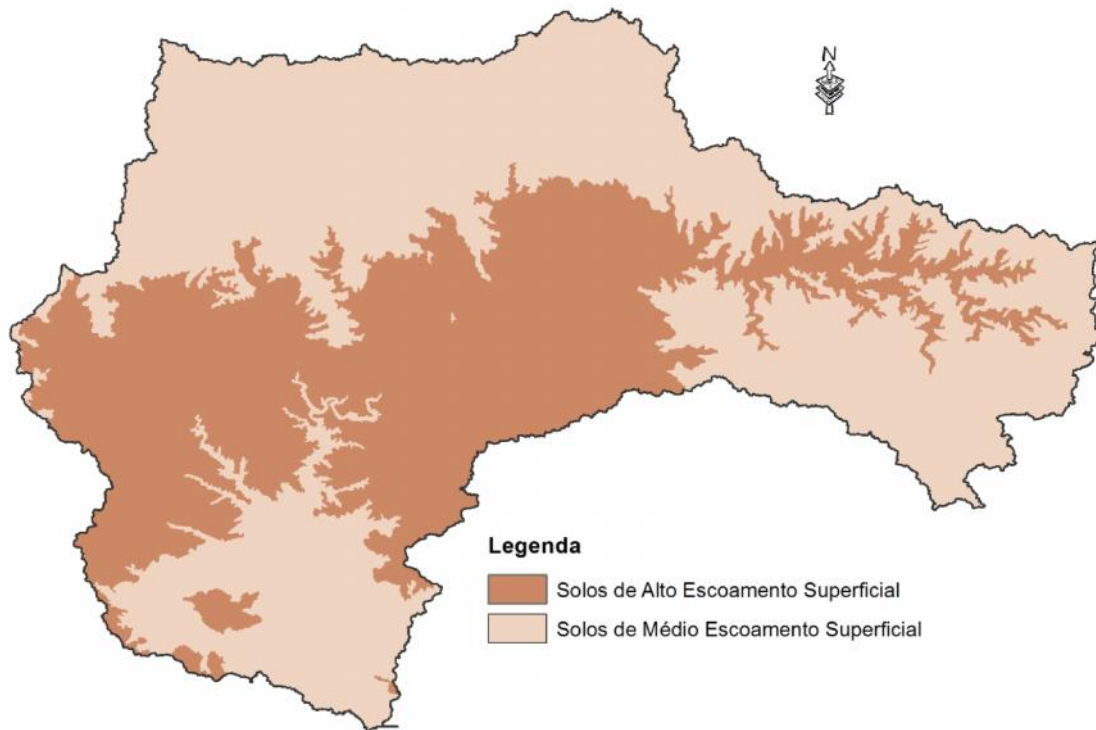 N
Legenda
Solos de Alto Escoamento Superficial
Solos de Médio Escoamento Superficial